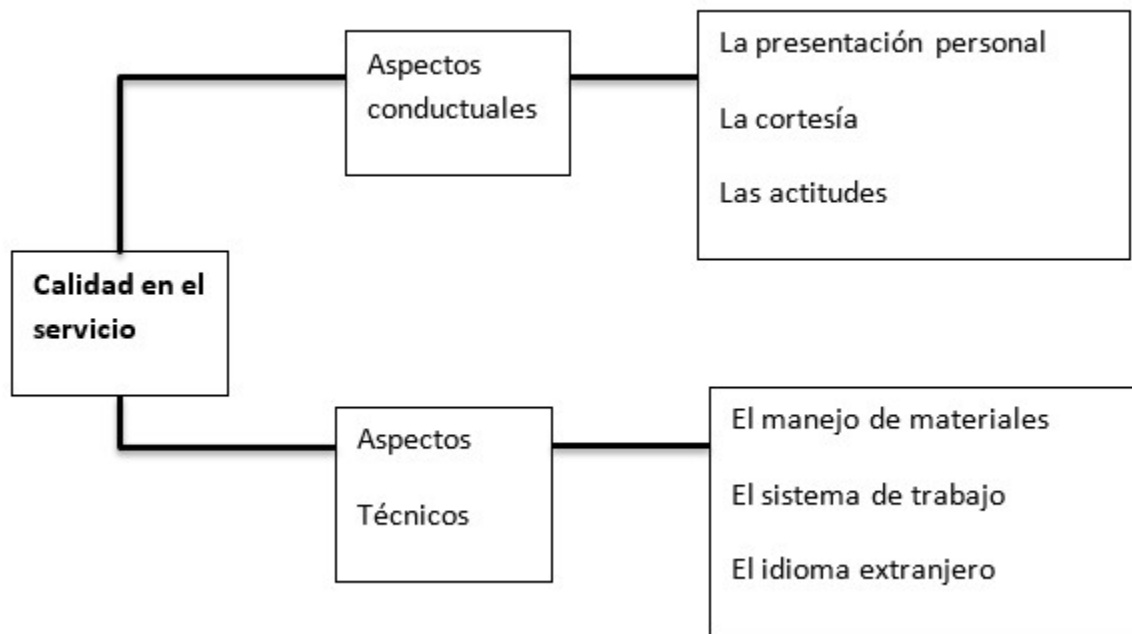 Calidad en el
servicio
Aspectos
conductuales
La presentación personal
La cortesía
Las actitudes
Aspectos
Técnicos
El manejo de materiales
El sistema de trabajo
El idioma extranjero